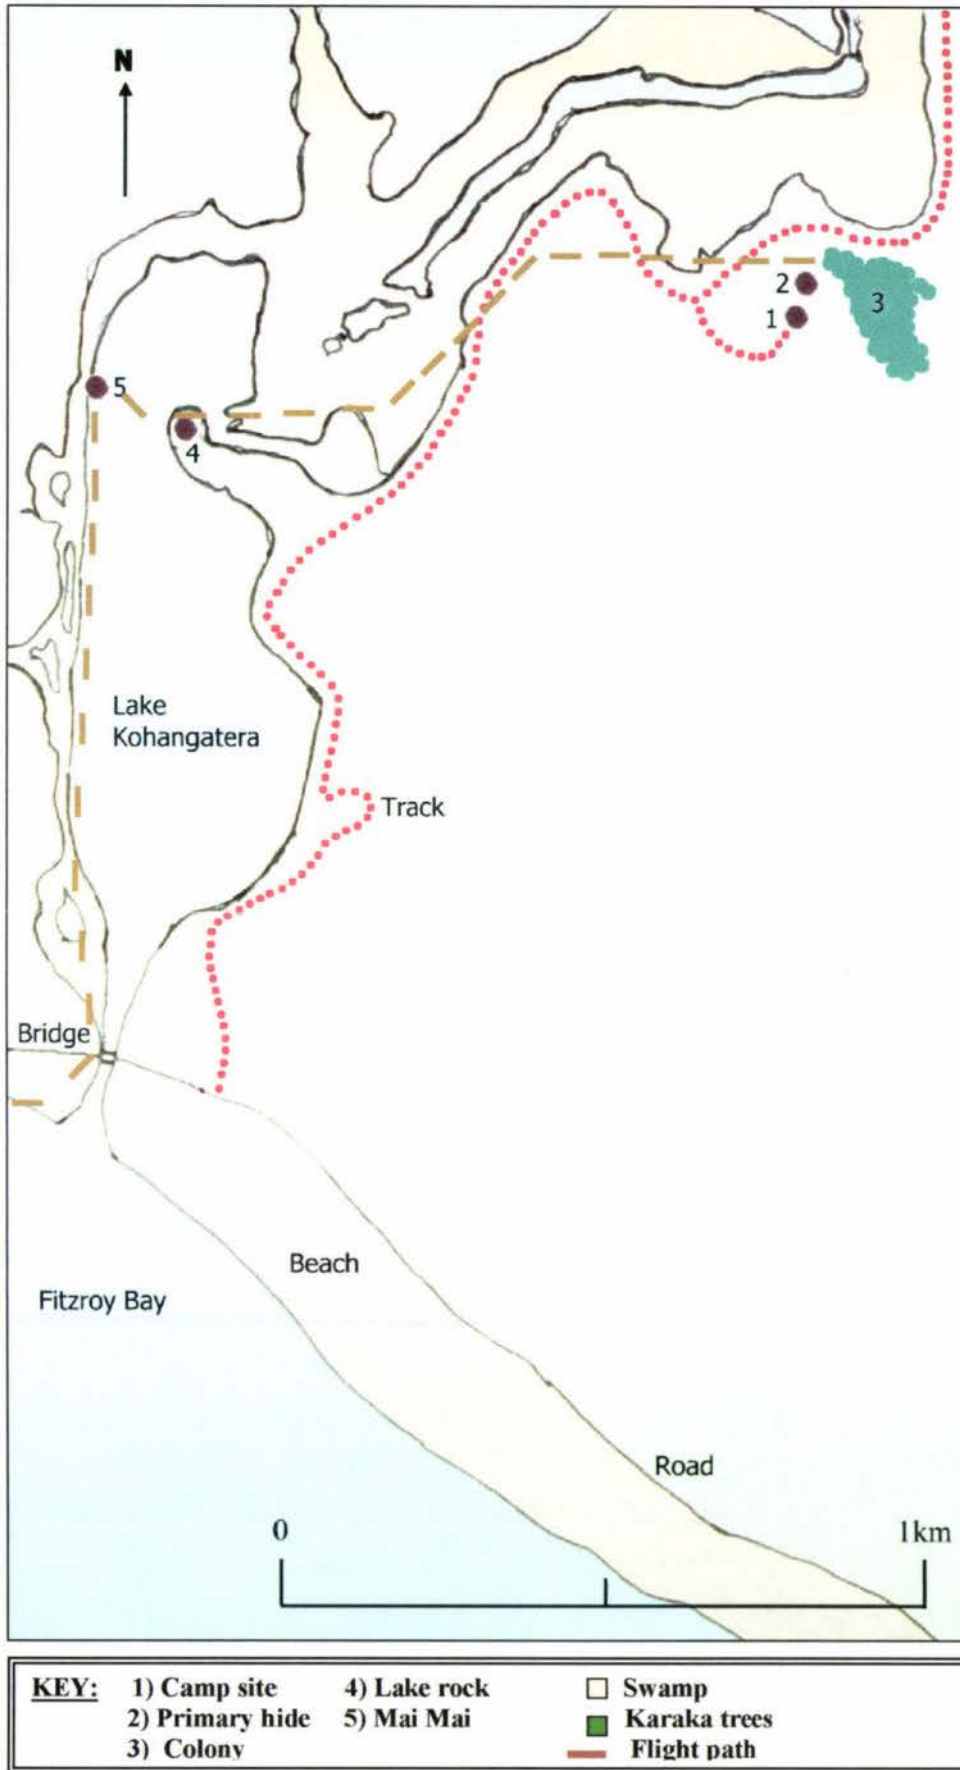 N
2
1
3
5
4
Lake
Kohangatera
Track
Bridge
Beach
Fitzroy Bay
Road
0
1km
KEY: 1) Camp site 4) Lake rock Swamp
2) Primary hide 5) Mai Mai Karaka trees
3) Colony Flight path